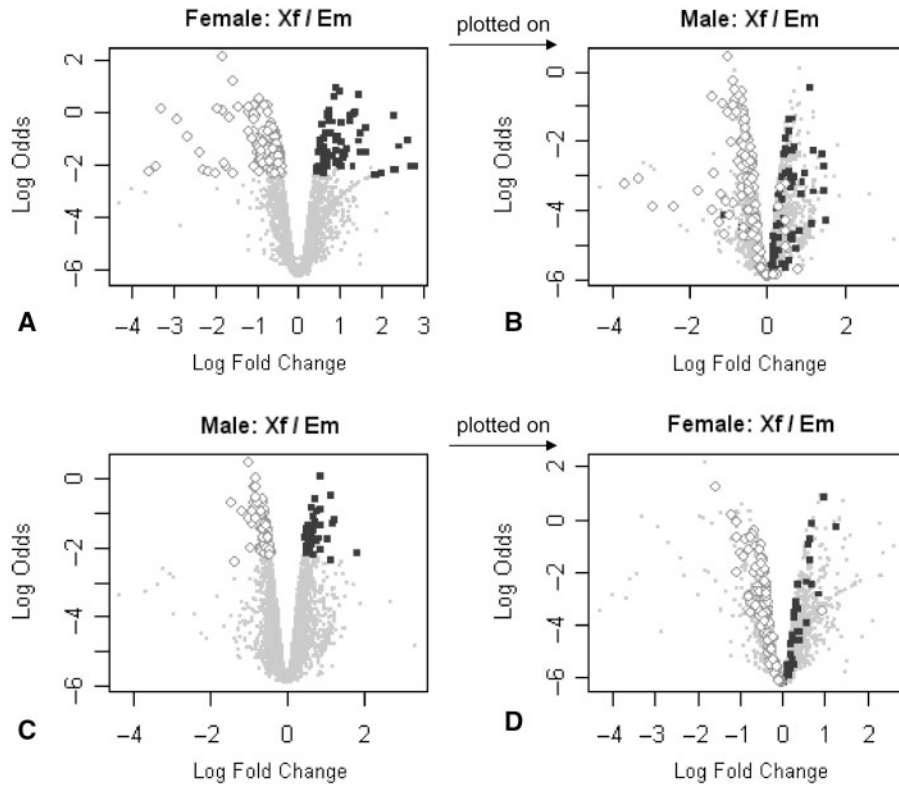 Female: Xf / Em
plotted on
Male: Xf / Em
2
0
−2
−4
−6
Log Odds
−4 −3 −2 −1 0 1 2 3
Log Fold Change
A
0
−2
−4
−6
Log Odds
−4 −2 0 2
Log Fold Change
B
Male: Xf / Em
plotted on
Female: Xf / Em
0
−2
−4
−6
Log Odds
−4 −2 0 2
Log Fold Change
C
2
0
−2
−4
−6
Log Odds
−4 −3 −4 −1 0 1 2
Log Fold Change
D